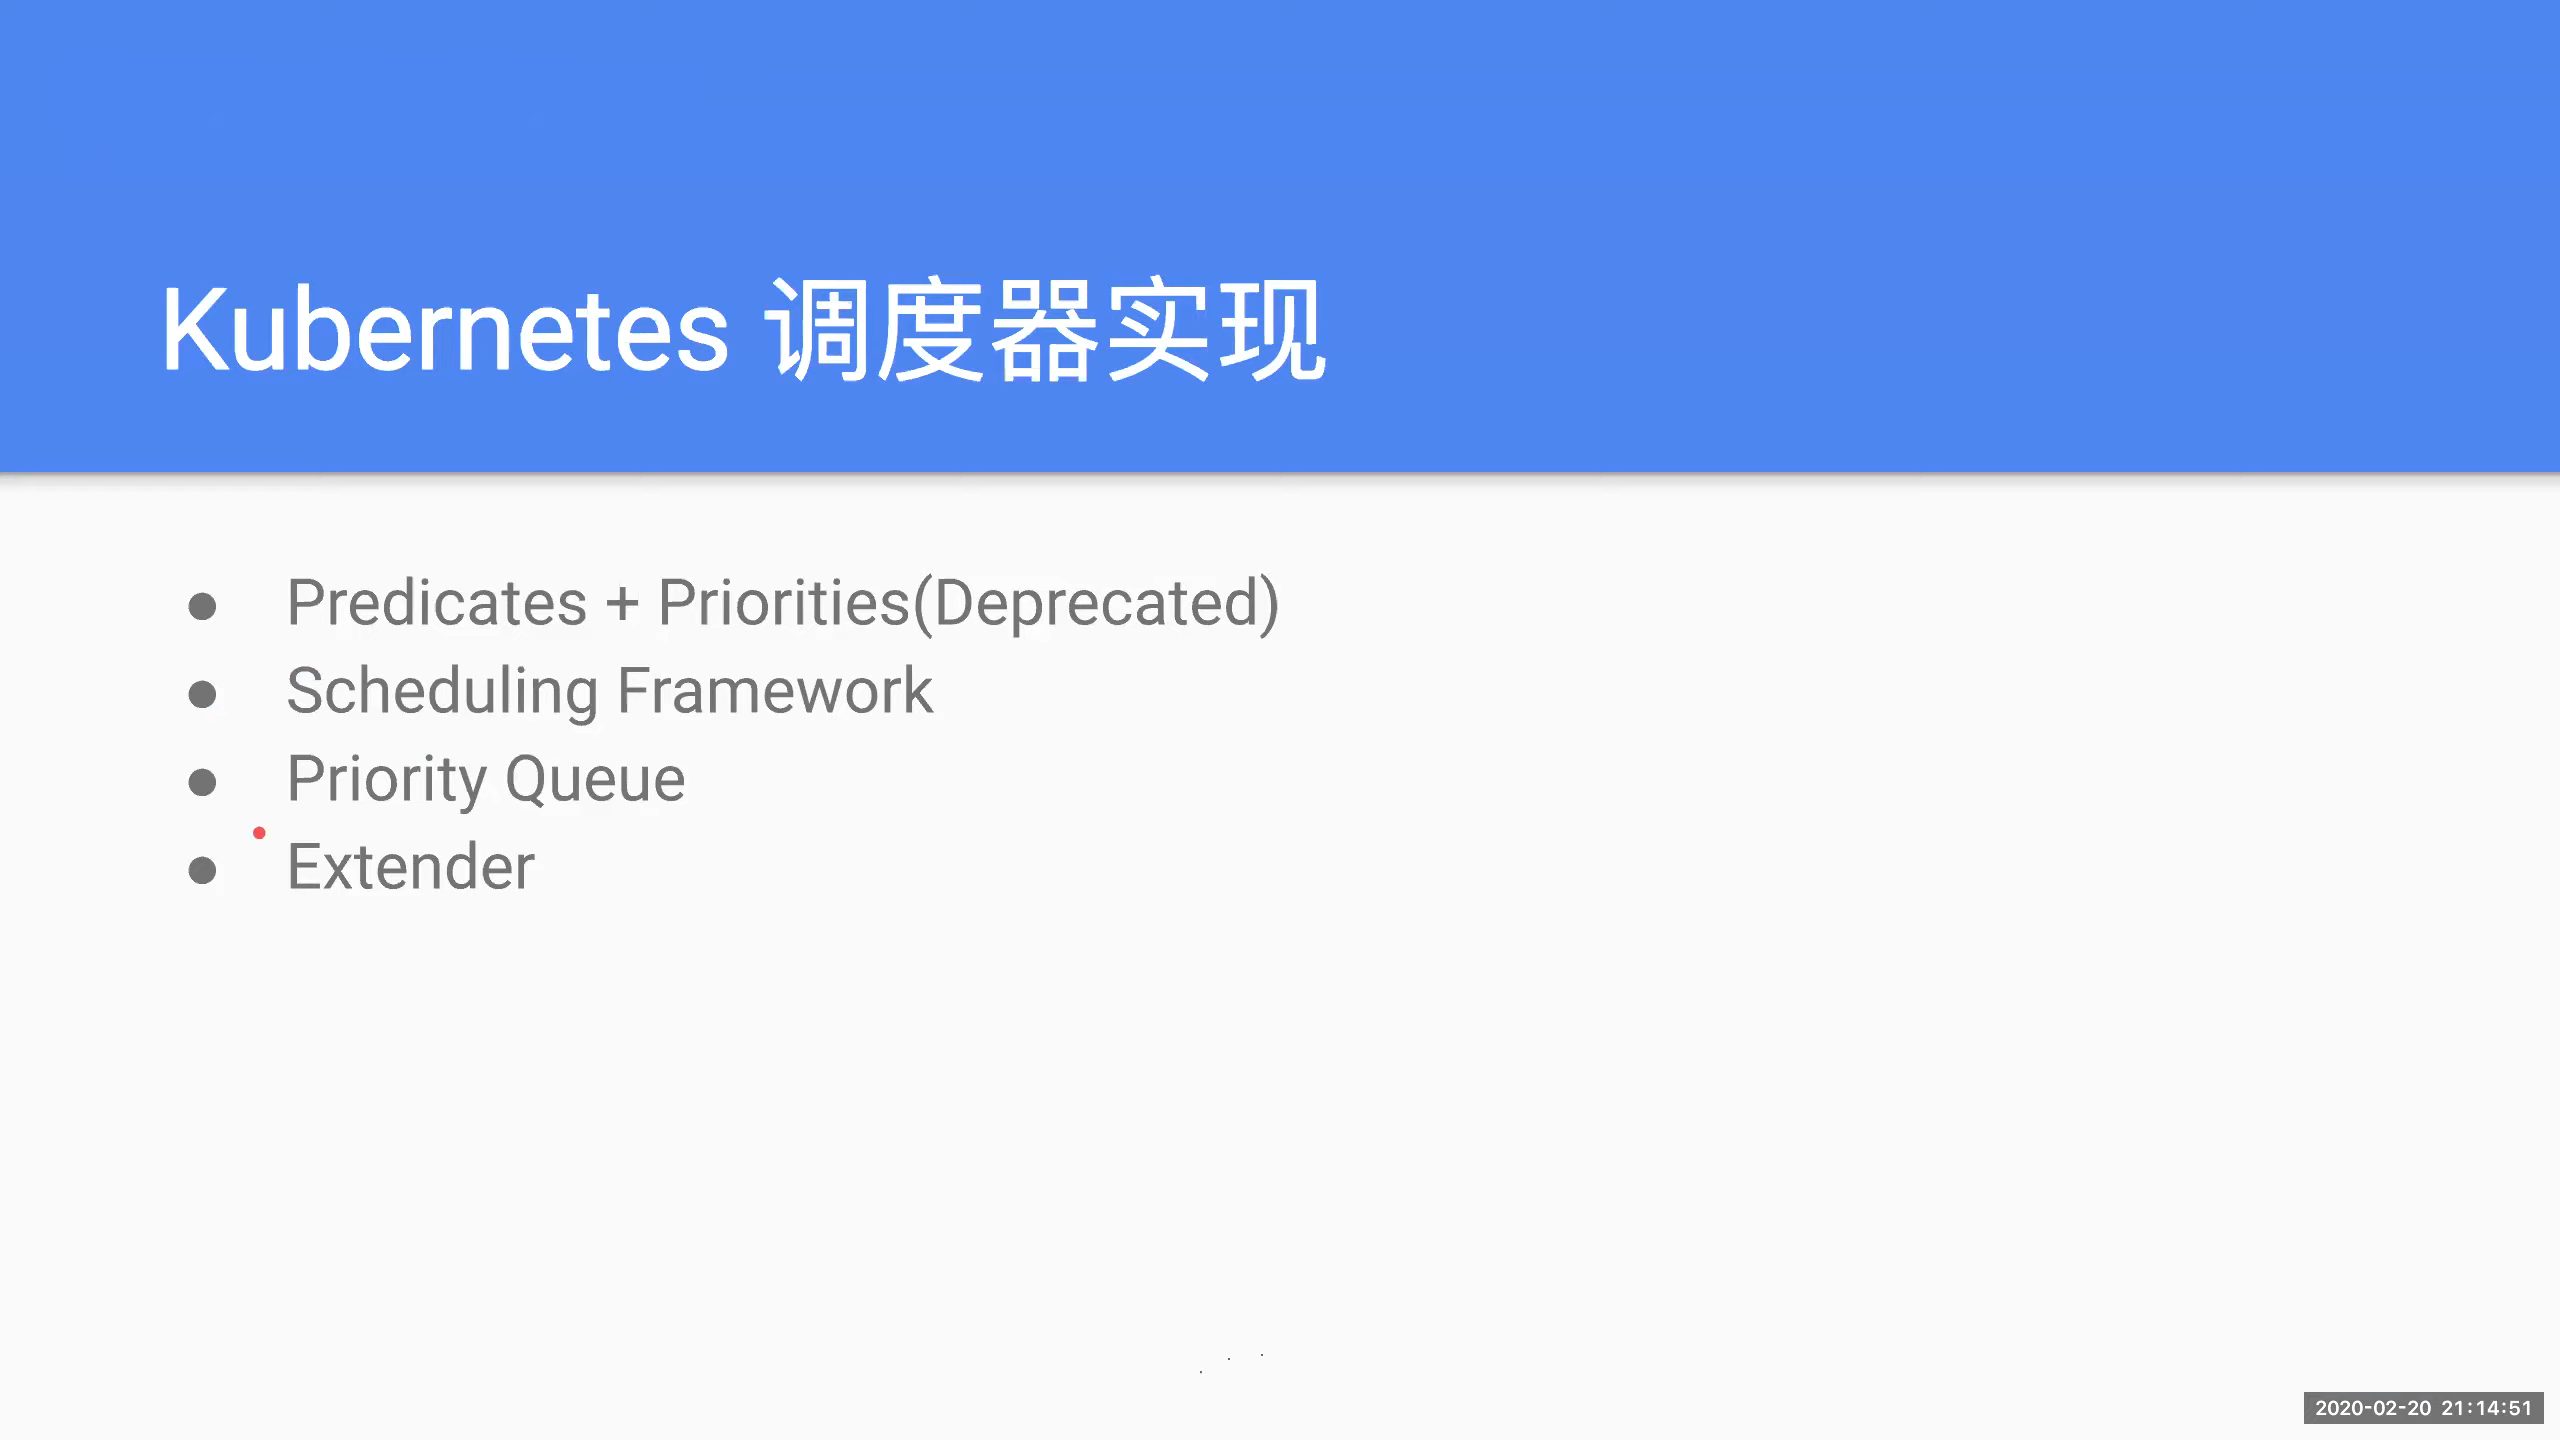 Kubernetes 调度器实现
● Predicates + Priorities(Deprecated)
● Scheduling Framework
● Priority Queue
● Extender
2020-02-20 21:14:51